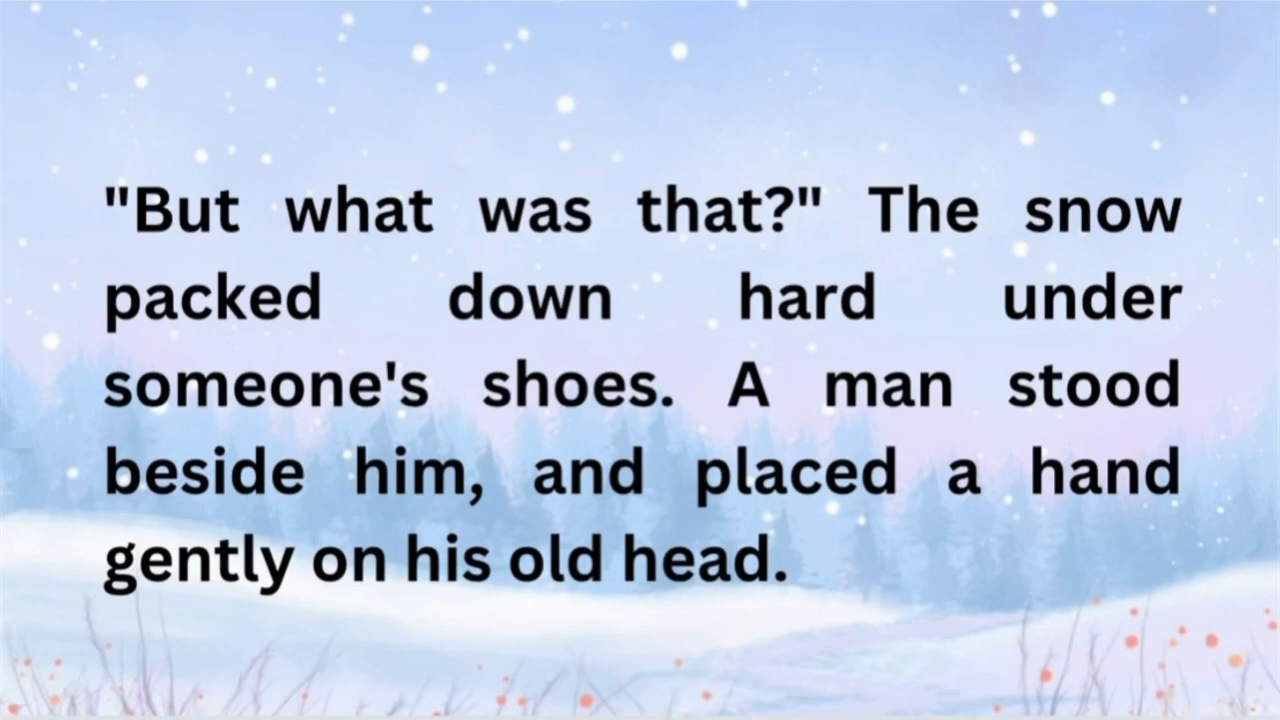 "But what was that?" The snow
packed down hard under
someone's shoes. A man stood
beside him, and placed a hand
gently on his old head.